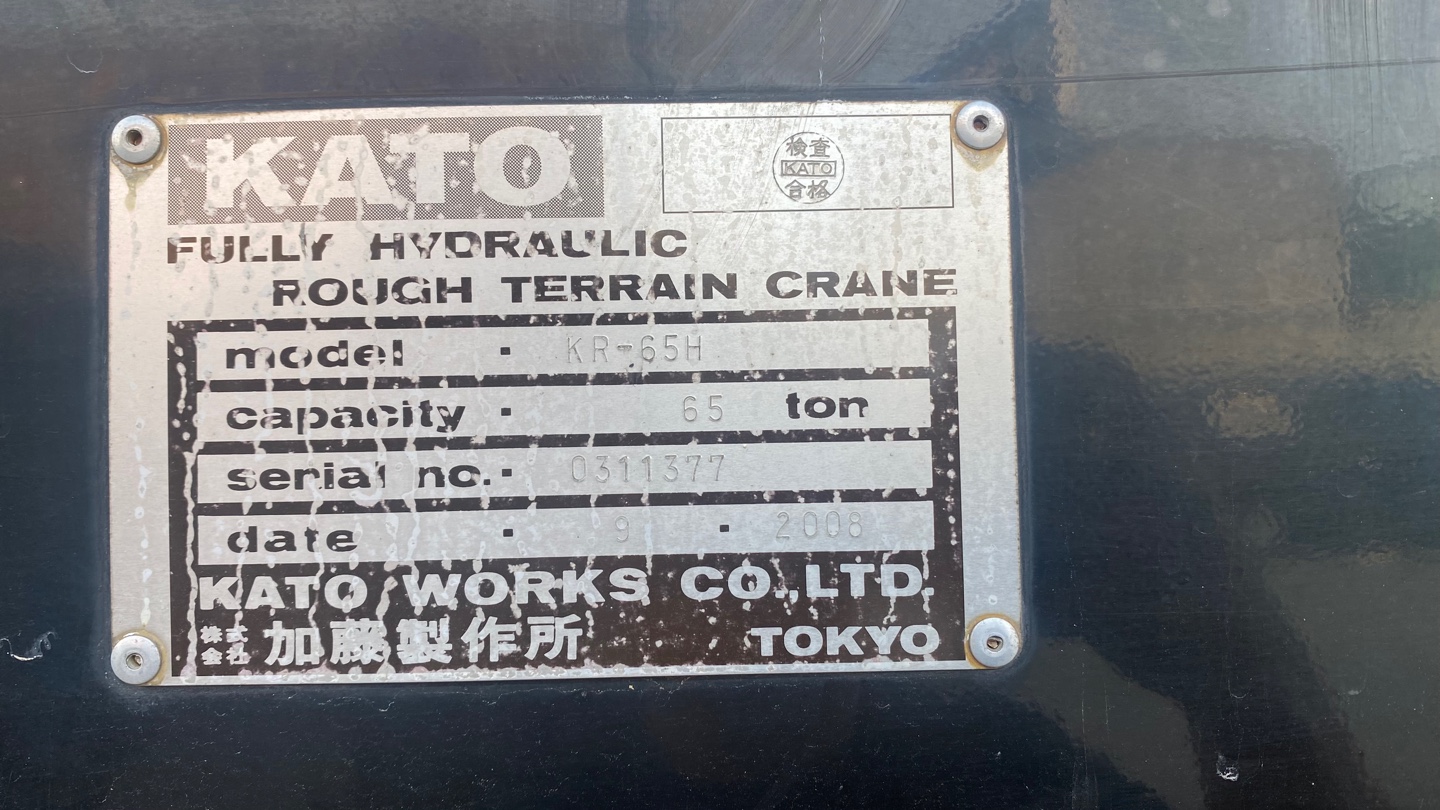 KATO
検査
KATO
合格
FULLY HYDRAULIC
ROUGH TERRAIN CRANE
model · KR-65H
capacity · 65 ton
serial no. · 0311377
date · 9 · 2008
KATO WORKS CO.,LTD.
株式会社 加藤製作所 TOKYO